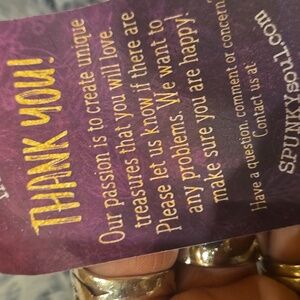 THANK YOU!
Our passion is to create unique
treasures that you will love.
Please let us know if there are
any problems. We want to
make sure you are happy!
Have a question, comment or concern?
Contact us at
SPUNKYSOUL.COM